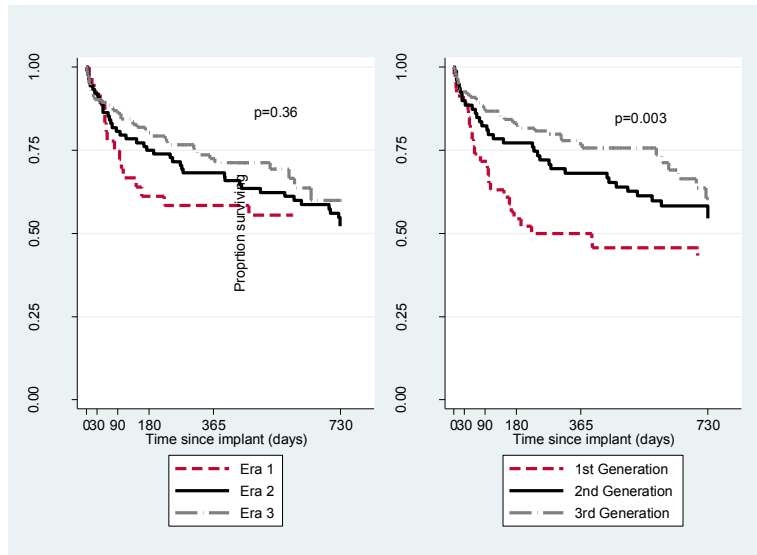 1.00
0.75
0.50
0.25
0.00
p=0.36
Proprtion surviving
0 30 90 180 365 730
Time since implant (days)
Era 1
Era 2
Era 3
1.00
0.75
0.50
0.25
0.00
p=0.003
0 30 90 180 365 730
Time since implant (days)
1st Generation
2nd Generation
3rd Generation